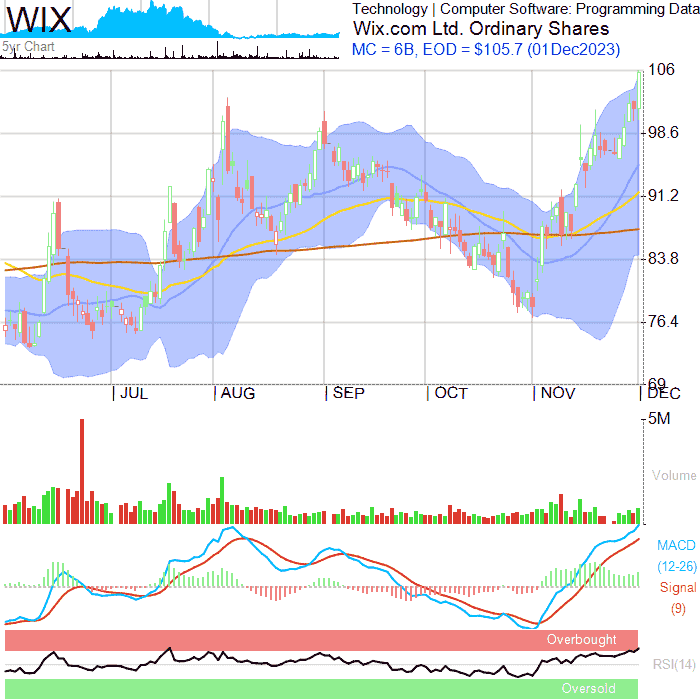 WIX
5yr Chart
Technology | Computer Software: Programming Data
Wix.com Ltd. Ordinary Shares
MC = 6B, EOD = $105.7 (01Dec2023)
106
98.6
91.2
83.8
76.4
69
JUL AUG SEP OCT NOV DEC
5M
Volume
MACD
(12-26)
Signal
(9)
Overbought
RSI(14)
Oversold